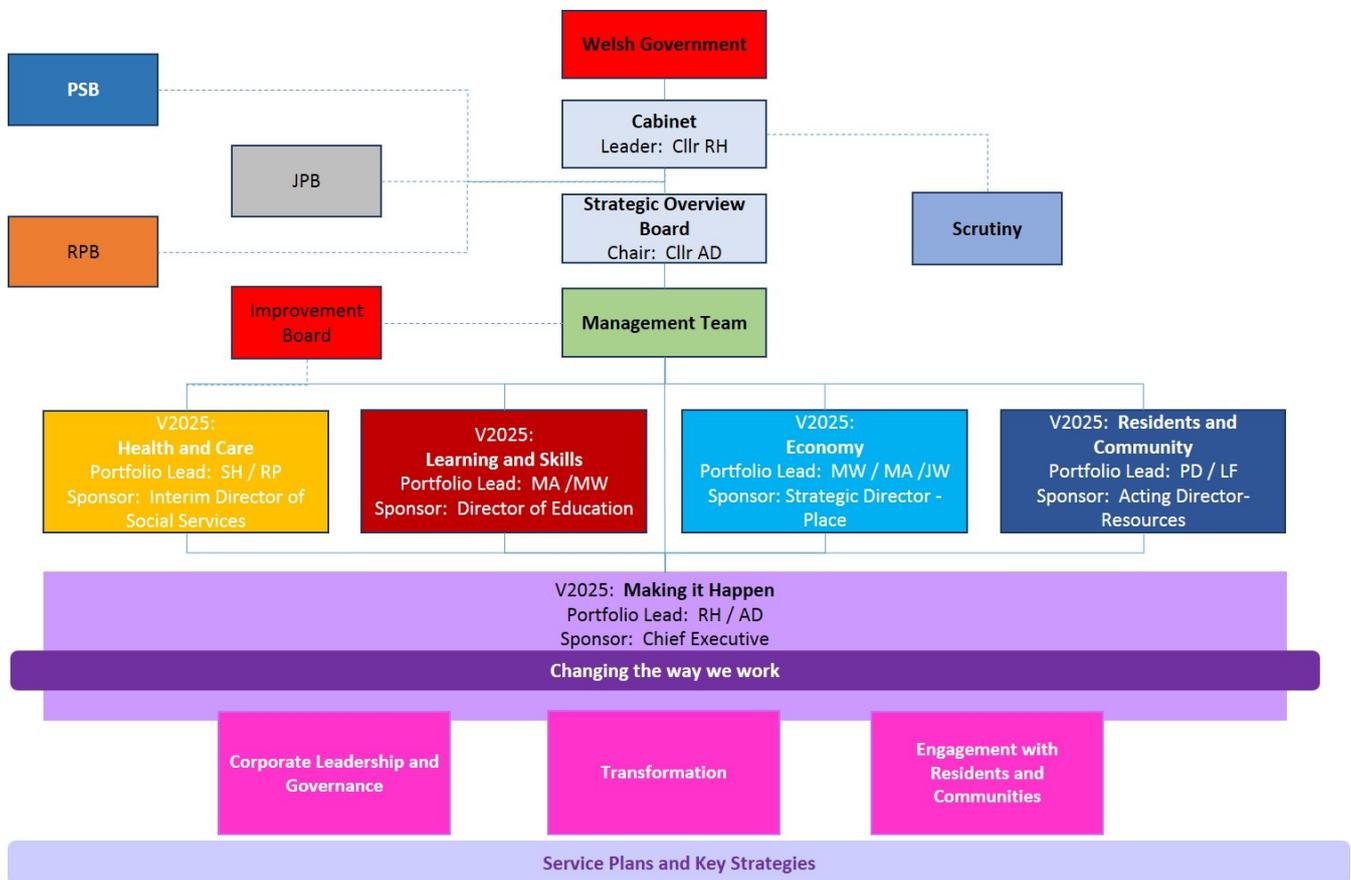 Welsh Government
PSB
Cabinet
Leader:  Cllr RH
JPB
Strategic Overview
Board
Chair:  Cllr AD
Scrutiny
RPB
Improvement
Board
Management Team
V2025:
Health and Care
Portfolio Lead:  SH / RP
Sponsor:  Interim Director of
Social Services
V2025:
Learning and Skills
Portfolio Lead:  MA /MW
Sponsor:  Director of Education
V2025:
Economy
Portfolio Lead:  MW / MA /JW
Sponsor: Strategic Director -
Place
V2025:  Residents and
Community
Portfolio Lead:  PD / LF
Sponsor:  Acting Director-
Resources
V2025:  Making it Happen
Portfolio Lead:  RH / AD
Sponsor:  Chief Executive
Changing the way we work
Corporate Leadership and
Governance
Transformation
Engagement with
Residents and
Communities
Service Plans and Key Strategies